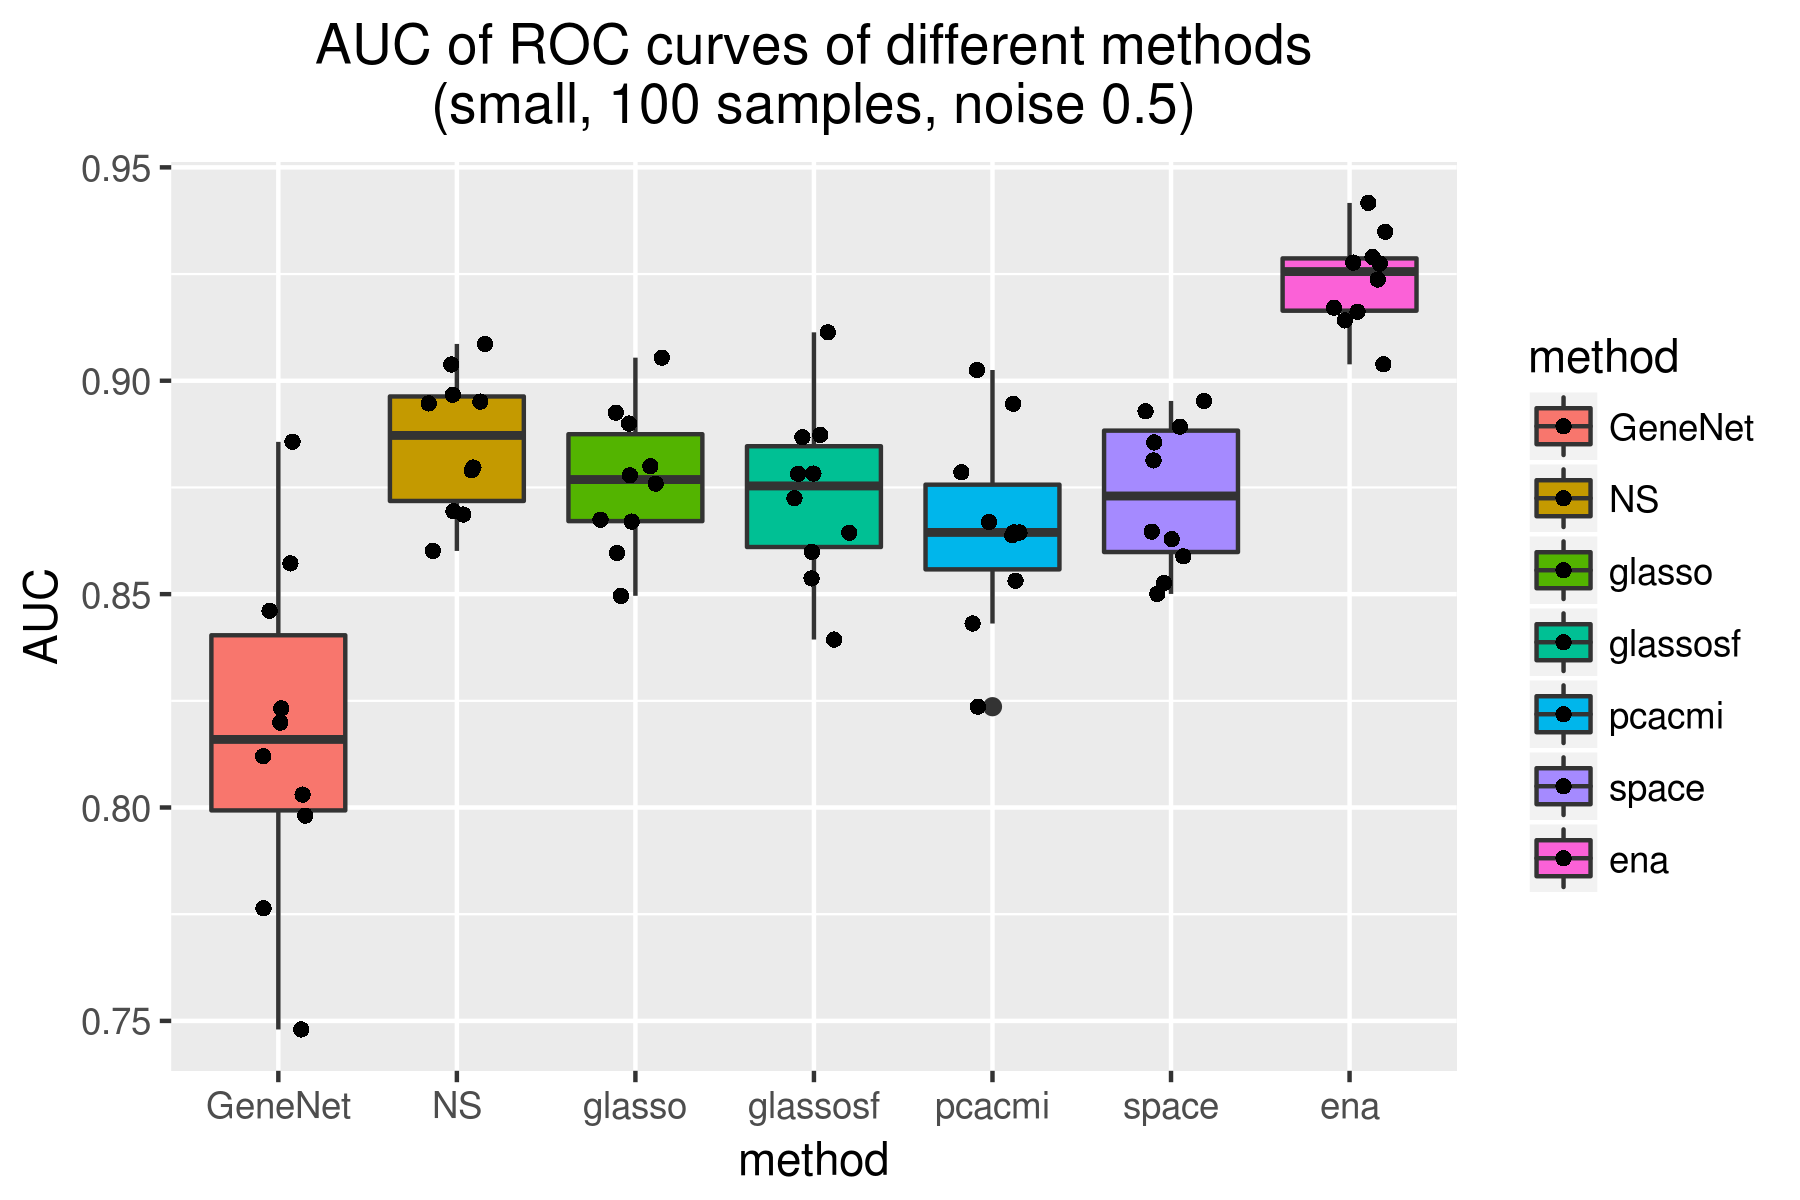 AUC of ROC curves of different methods
(small, 100 samples, noise 0.5)
AUC
0.95
0.90
0.85
0.80
0.75
GeneNet NS glasso glassosf pcacmi space ena
method
method
GeneNet
NS
glasso
glassosf
pcacmi
space
ena